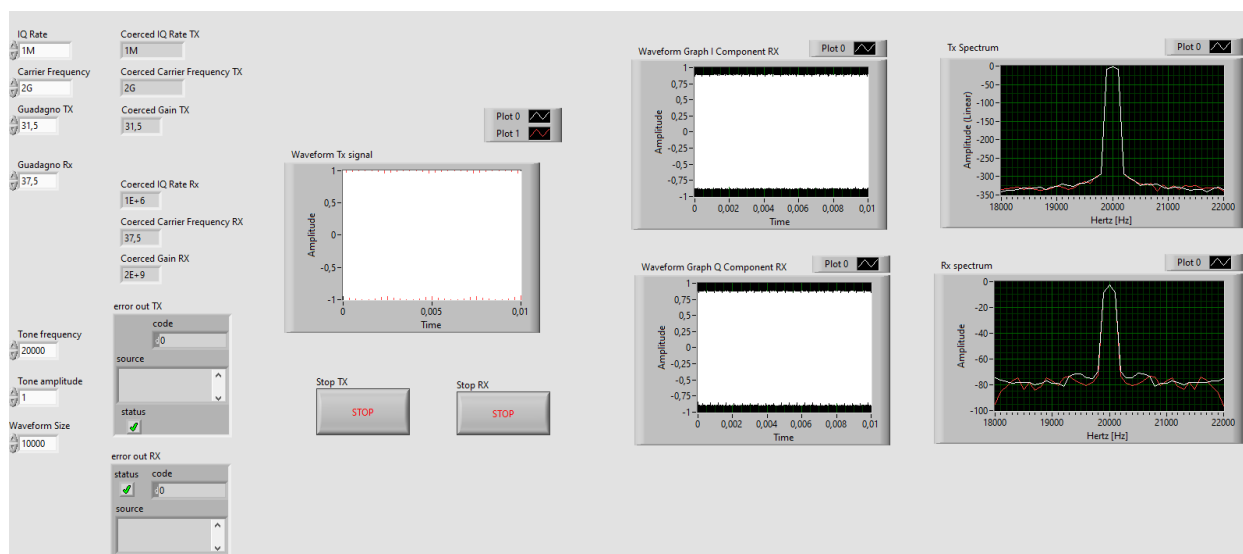 IQ Rate
1M
Carrier Frequency
2G
Guadagno TX
31,5
Guadagno Rx
37,5
Tone frequency
20000
Tone amplitude
1
Waveform Size
10000
Coerced IQ Rate TX
1M
Coerced Carrier Frequency TX
2G
Coerced Gain TX
31,5
Coerced IQ Rate Rx
1E+6
Coerced Carrier Frequency RX
37,5
Coerced Gain RX
2E+9
error out TX
code
0
source
status
error out RX
status code
0
source
Plot 0
Plot 1
Waveform Tx signal
Amplitude
1
0,5
0
-0,5
-1
0 0,005 0,01
Time
Stop TX
STOP
Stop RX
STOP
Waveform Graph I Component RX
Plot 0
Amplitude
1
0,75
0,5
0,25
0
-0,25
-0,5
-0,75
-1
0 0,002 0,004 0,006 0,008 0,01
Time
Waveform Graph Q Component RX
Plot 0
Amplitude
1
0,75
0,5
0,25
0
-0,25
-0,5
-0,75
-1
0 0,002 0,004 0,006 0,008 0,01
Time
Tx Spectrum
Plot 0
Amplitude (Linear)
0
-50
-100
-150
-200
-250
-300
-350
18000 19000 20000 21000 22000
Hertz [Hz]
Rx spectrum
Plot 0
Amplitude
0
-20
-40
-60
-80
-100
18000 19000 20000 21000 22000
Hertz [Hz]